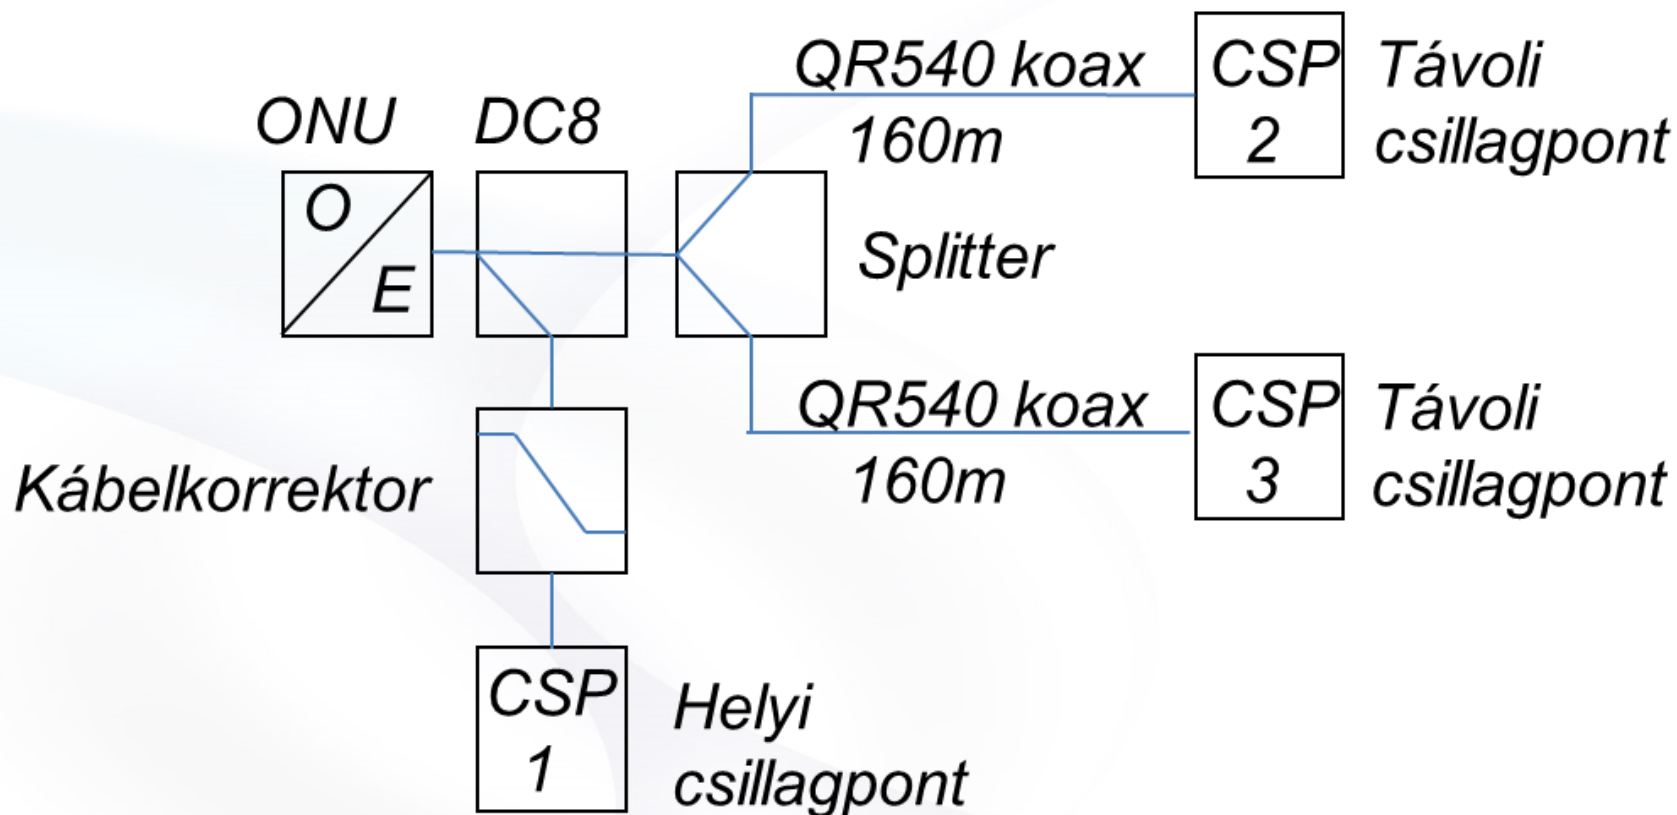 QR540 koax
160m
CSP
2
Távoli
csillagpont
ONU
DC8
O
E
Splitter
QR540 koax
160m
CSP
3
Távoli
csillagpont
Kábelkorrektor
CSP
1
Helyi
csillagpont